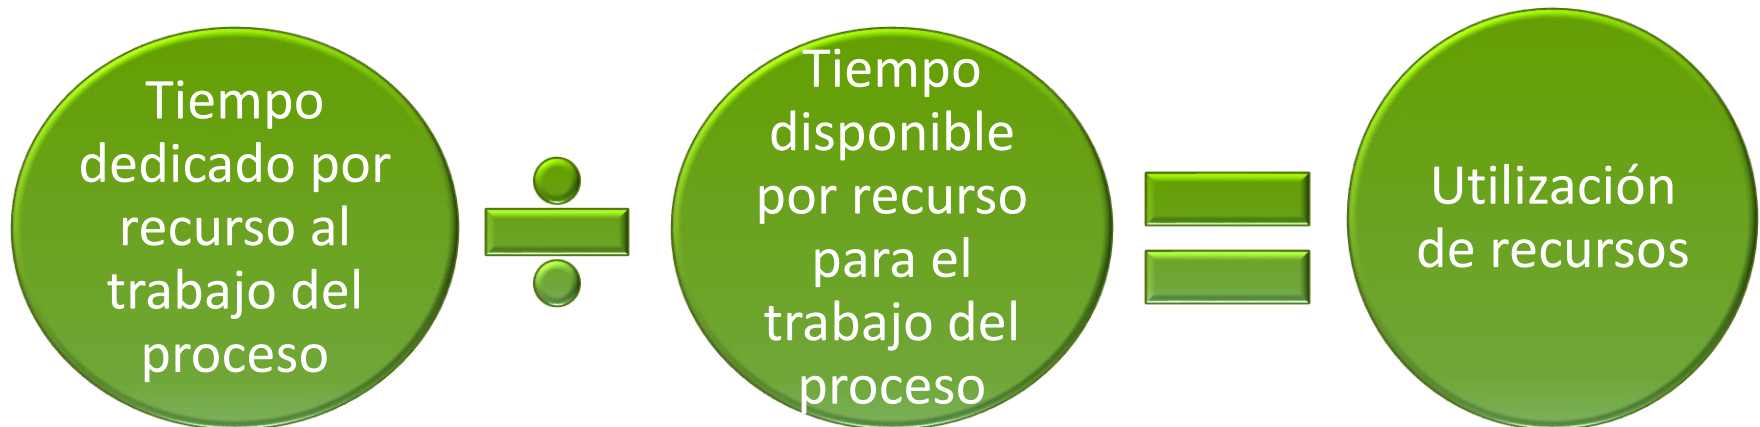 Tiempo
dedicado por
recurso al
trabajo del
proceso
Tiempo
disponible
por recurso
para el
trabajo del
proceso
Utilización
de recursos